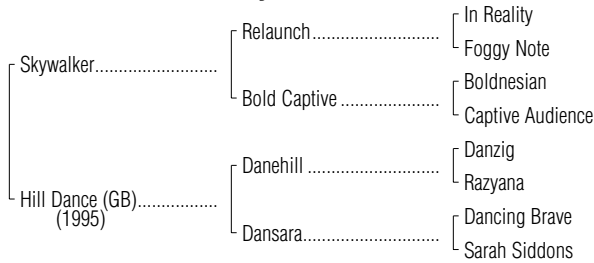 In Reality
Relaunch
Foggy Note
Skywalker
Boldnesian
Bold Captive
Captive Audience
Danzig
Danehill
Razyana
Hill Dance (GB)
(1995)
Dancing Brave
Dansara
Sarah Siddons